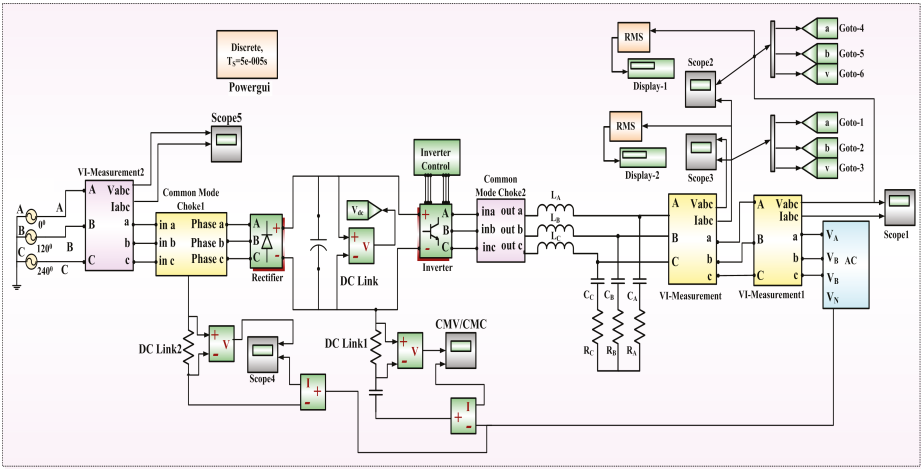 Discrete,
Ts=5e-005s
Powergui
RMS
Display-1
Scope2
a
b
v
Goto-4
Goto-5
Goto-6
RMS
Display-2
Scope3
a
b
v
Goto-1
Goto-2
Goto-3
Scope5
VI-Measurement2
A
B
C
Vabc
Iabc
a
b
c
A
B
C
0⁰
120⁰
240⁰
A
B
C
Common Mode
Choke1
in a
in b
in c
Phase a
Phase b
Phase c
A
B
C
+
-
Rectifier
Vdc
+
-
V
DC Link
Inverter
Control
+
-
A
B
C
Inverter
Common
Mode Choke2
ina
inb
inc
out a
out b
out c
LA
LB
LC
CC
CB
CA
RC
RB
RA
A
B
C
Vabc
Iabc
a
b
c
VI-Measurement
A
B
C
Vabc
Iabc
a
b
c
VI-Measurement1
Scope1
VA
VB
VB
VN
AC
DC Link2
+
-
V
Scope4
I
+
-
DC Link1
+
-
V
CMV/CMC
I
+
-